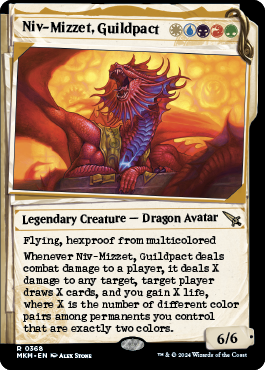 Niv-Mizzet, Guildpact
Legendary Creature — Dragon Avatar
Flying, hexproof from multicolored
Whenever Niv-Mizzet, Guildpact deals
combat damage to a player, it deals X
damage to any target, target player
draws X cards, and you gain X life,
where X is the number of different color
pairs among permanents you control
that are exactly two colors.
6/6
R 0368
MKM • EN Alex Stone
™ & © 2024 Wizards of the Coast